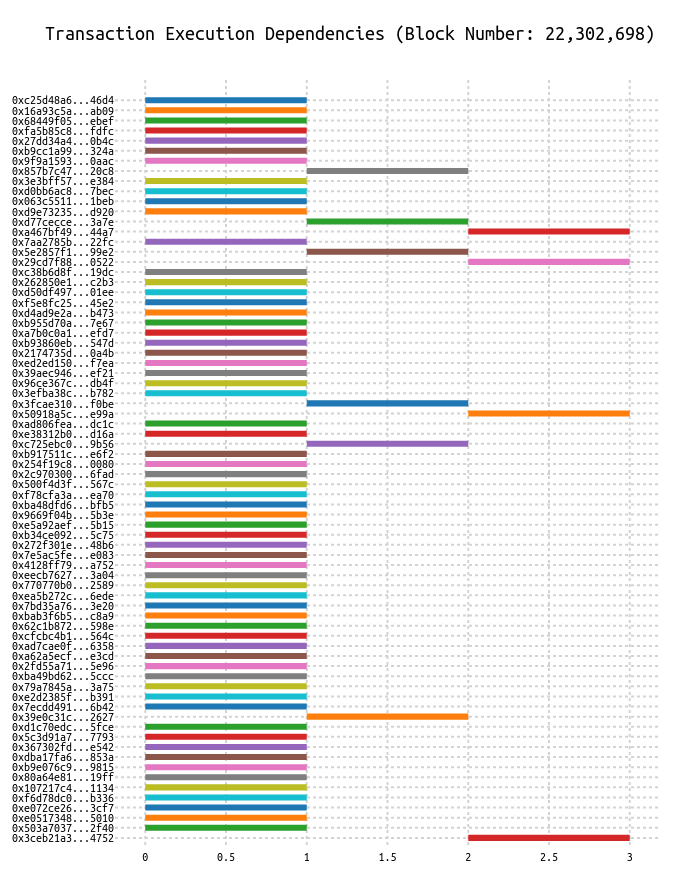 Transaction Execution Dependencies (Block Number: 22,302,698)
0xc25d48a6...46d4
0x16a93c5a...ab09
0x68449f05...ebef
0xfa5b85c8...fdfc
0x27dd34a4...0b4c
0xb9cc1a99...324a
0x9f9a1593...0aac
0x857b7c47...20c8
0x3e3bff57...e384
0xd0bb6ac8...7bec
0x063c5511...1beb
0xd9e73235...d920
0xd77cecce...3a7e
0xa467bf49...44a7
0x7aa2785b...22fc
0x5e2857f1...99e2
0x29cd7f88...0522
0xc38b6d8f...19dc
0x262850e1...c2b3
0xd50df497...01ee
0xf5e8fc25...45e2
0xd4ad9e2a...b473
0xb955d70a...7e67
0xa7b0c0a1...efd7
0xb93860eb...547d
0x2174735d...0a4b
0xed2ed150...f7ea
0x39aec946...ef21
0x96ce367c...db4f
0x3efba38c...b782
0x3fcae310...f0be
0x50918a5c...e99a
0xad806fea...dc1c
0xe38312b0...d16a
0xc725ebc0...9b56
0xb917511c...e6f2
0x254f19c8...0080
0x2c970300...6fad
0x500f4d3f...567c
0xf78cfa3a...ea70
0xba48dfd6...bfb5
0x9669f04b...5b3e
0xe5a92aef...5b15
0xb34ce092...5c75
0x272f301e...48b6
0x7e5ac5fe...e083
0x4128ff79...a752
0xeecb7627...3a04
0x770770b0...2589
0xea5b272c...6ede
0x7bd35a76...3e20
0xbab3f6b5...c8a9
0x62c1b872...598e
0xcfcbc4b1...564c
0xad7cae0f...6358
0xa62a5ecf...e3cd
0x2fd55a71...5e96
0xba49bd62...5ccc
0x79a7845a...3a75
0xe2d2385f...b391
0x7ecdd491...6b42
0x39e0c31c...2627
0xd1c70edc...5fce
0x5c3d91a7...7793
0x367302fd...e542
0xdba17fa6...853a
0xb9e076c9...9815
0x80a64e81...19ff
0x107217c4...1134
0xf6d78dc0...b336
0xe072ce26...3cf7
0xe0517348...5010
0x503a7037...2f40
0x3ceb21a3...4752
0 0.5 1 1.5 2 2.5 3